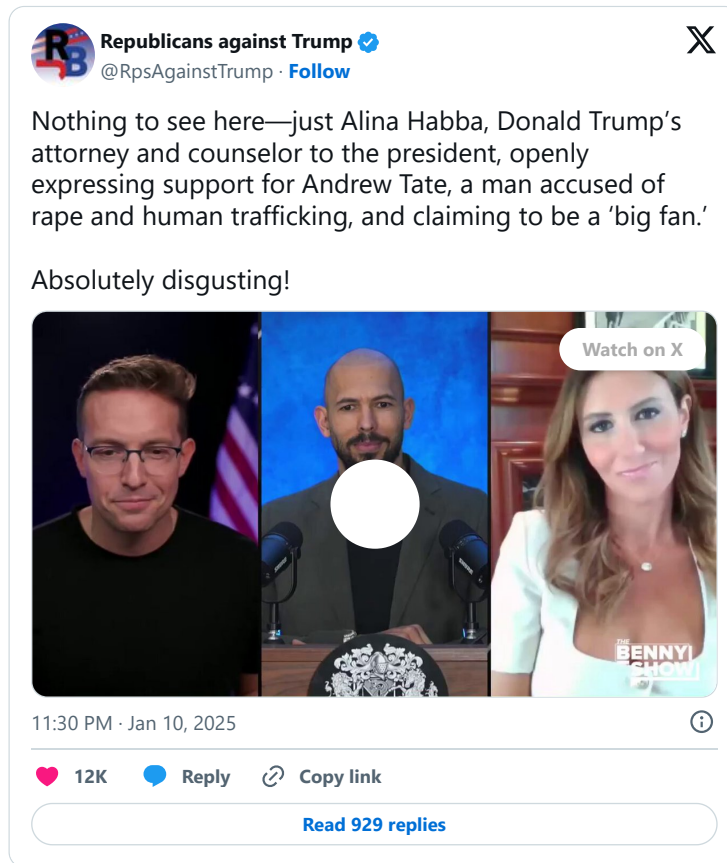 Republicans against Trump
@RpsAgainstTrump · Follow
Nothing to see here—just Alina Habba, Donald Trump’s
attorney and counselor to the president, openly
expressing support for Andrew Tate, a man accused of
rape and human trafficking, and claiming to be a ‘big fan.’
Absolutely disgusting!
Watch on X
THE
BENNY
SHOW
11:30 PM · Jan 10, 2025
12K Reply Copy link
Read 929 replies